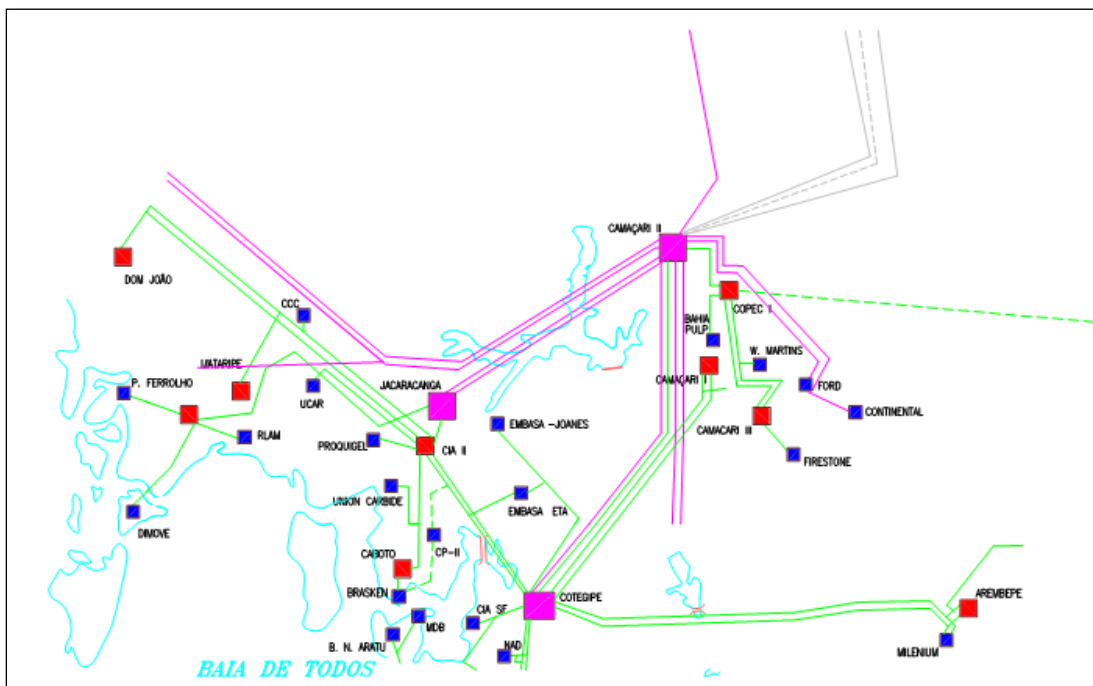 CAMAÇARI II
DOM JOÃO
CCC
COPEC I
BAHIA
PULP
W. MARTINS
MATARIPE
P. FERROLHO
JACARACANGA
CAMAÇARI I
FORD
UCAR
CONTINENTAL
EMBASA -JOANES
CAMACARI III
RLAM
PROQUIGEL
CIA II
FIRESTONE
UNION CARBIDE
EMBASA ETA
DIMOVE
CABOTO
CP-II
BRASKEN
COTEGIPE
AREMBEPE
CIA SF
MDB
B. N. ARATU
NAD
MILENIUM
BAIA DE TODOS